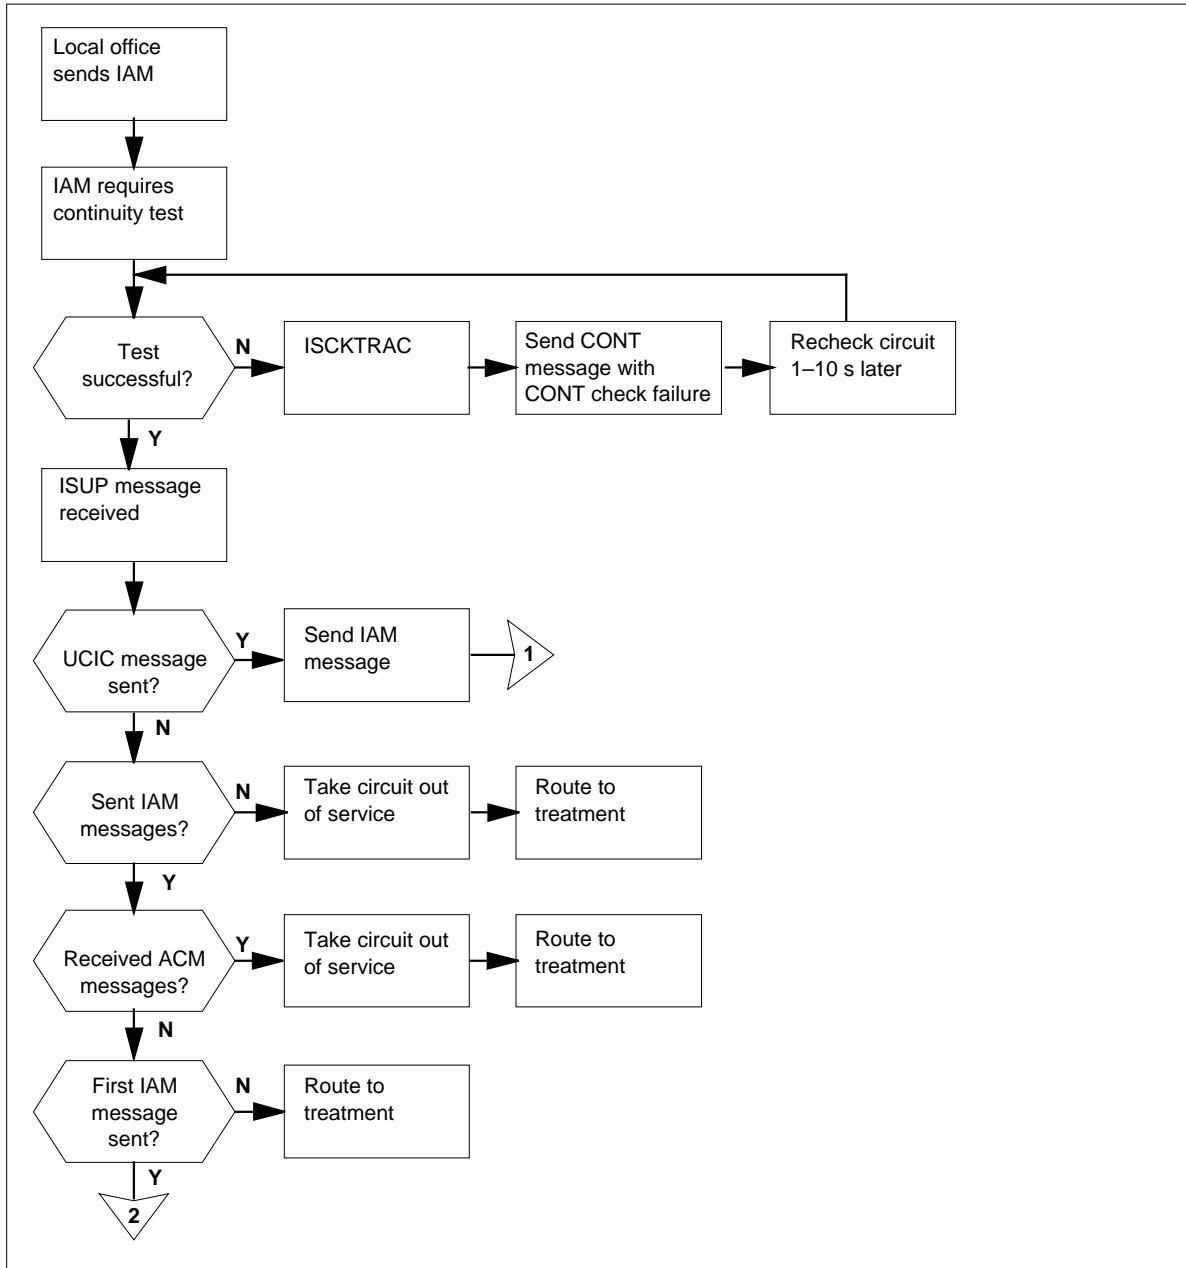 Local office
sends IAM
IAM requires
continuity test
Test
successful?
N
ISCKTRAC
Send CONT
message with
CONT check failure
Recheck circuit
1–10 s later
Y
ISUP message
received
UCIC message
sent?
Y
Send IAM
message
1
N
Sent IAM
messages?
N
Take circuit out
of service
Route to
treatment
Y
Received ACM
messages?
Y
Take circuit out
of service
Route to
treatment
N
First IAM
message
sent?
N
Route to
treatment
Y
2